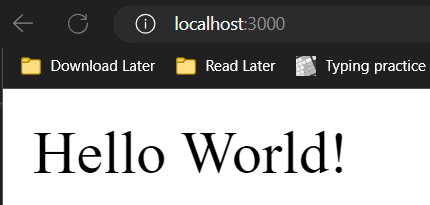 localhost:3000
Download Later Read Later Typing practice
Hello World!